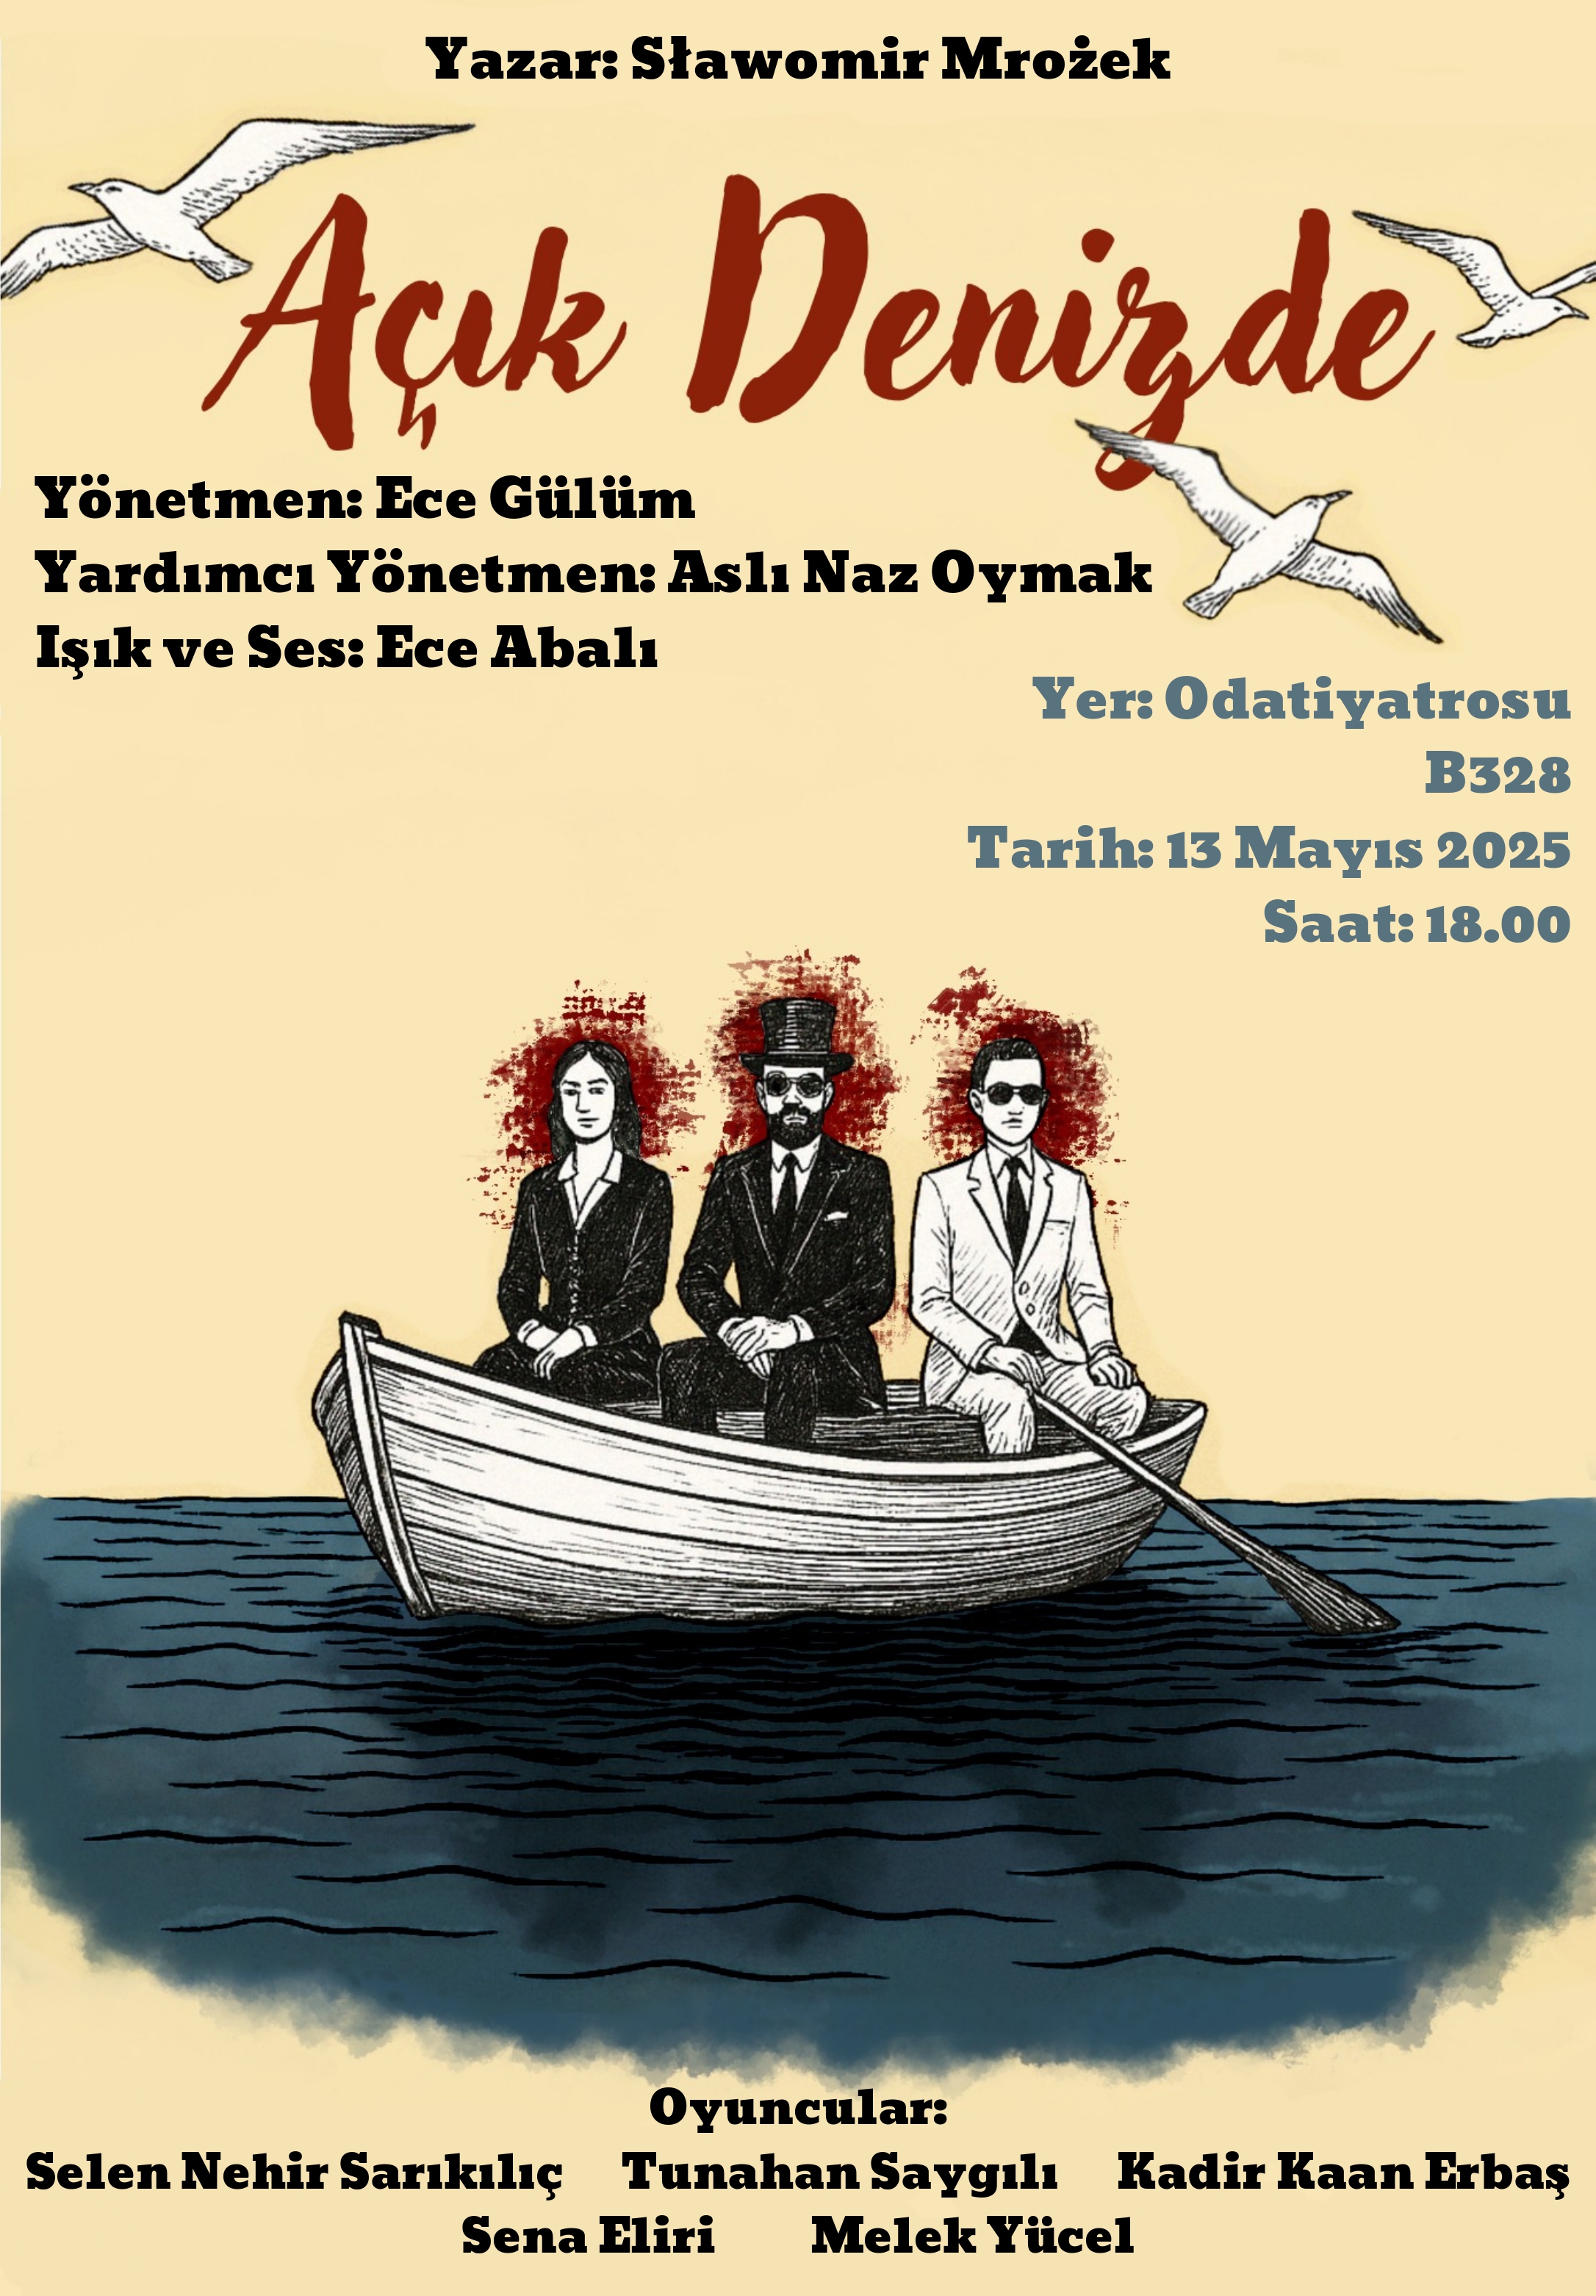 Yazar: Sławomir Mrożek
Açık Denizde
Yönetmen: Ece Gülüm
Yardımcı Yönetmen: Aslı Naz Oymak
Işık ve Ses: Ece Abalı
Yer: Odatiyatrosu
B328
Tarih: 13 Mayıs 2025
Saat: 18.00
Oyuncular:
Selen Nehir Sarıkılıç Tunahan Saygılı Kadir Kaan Erbaş
Sena Eliri Melek Yücel